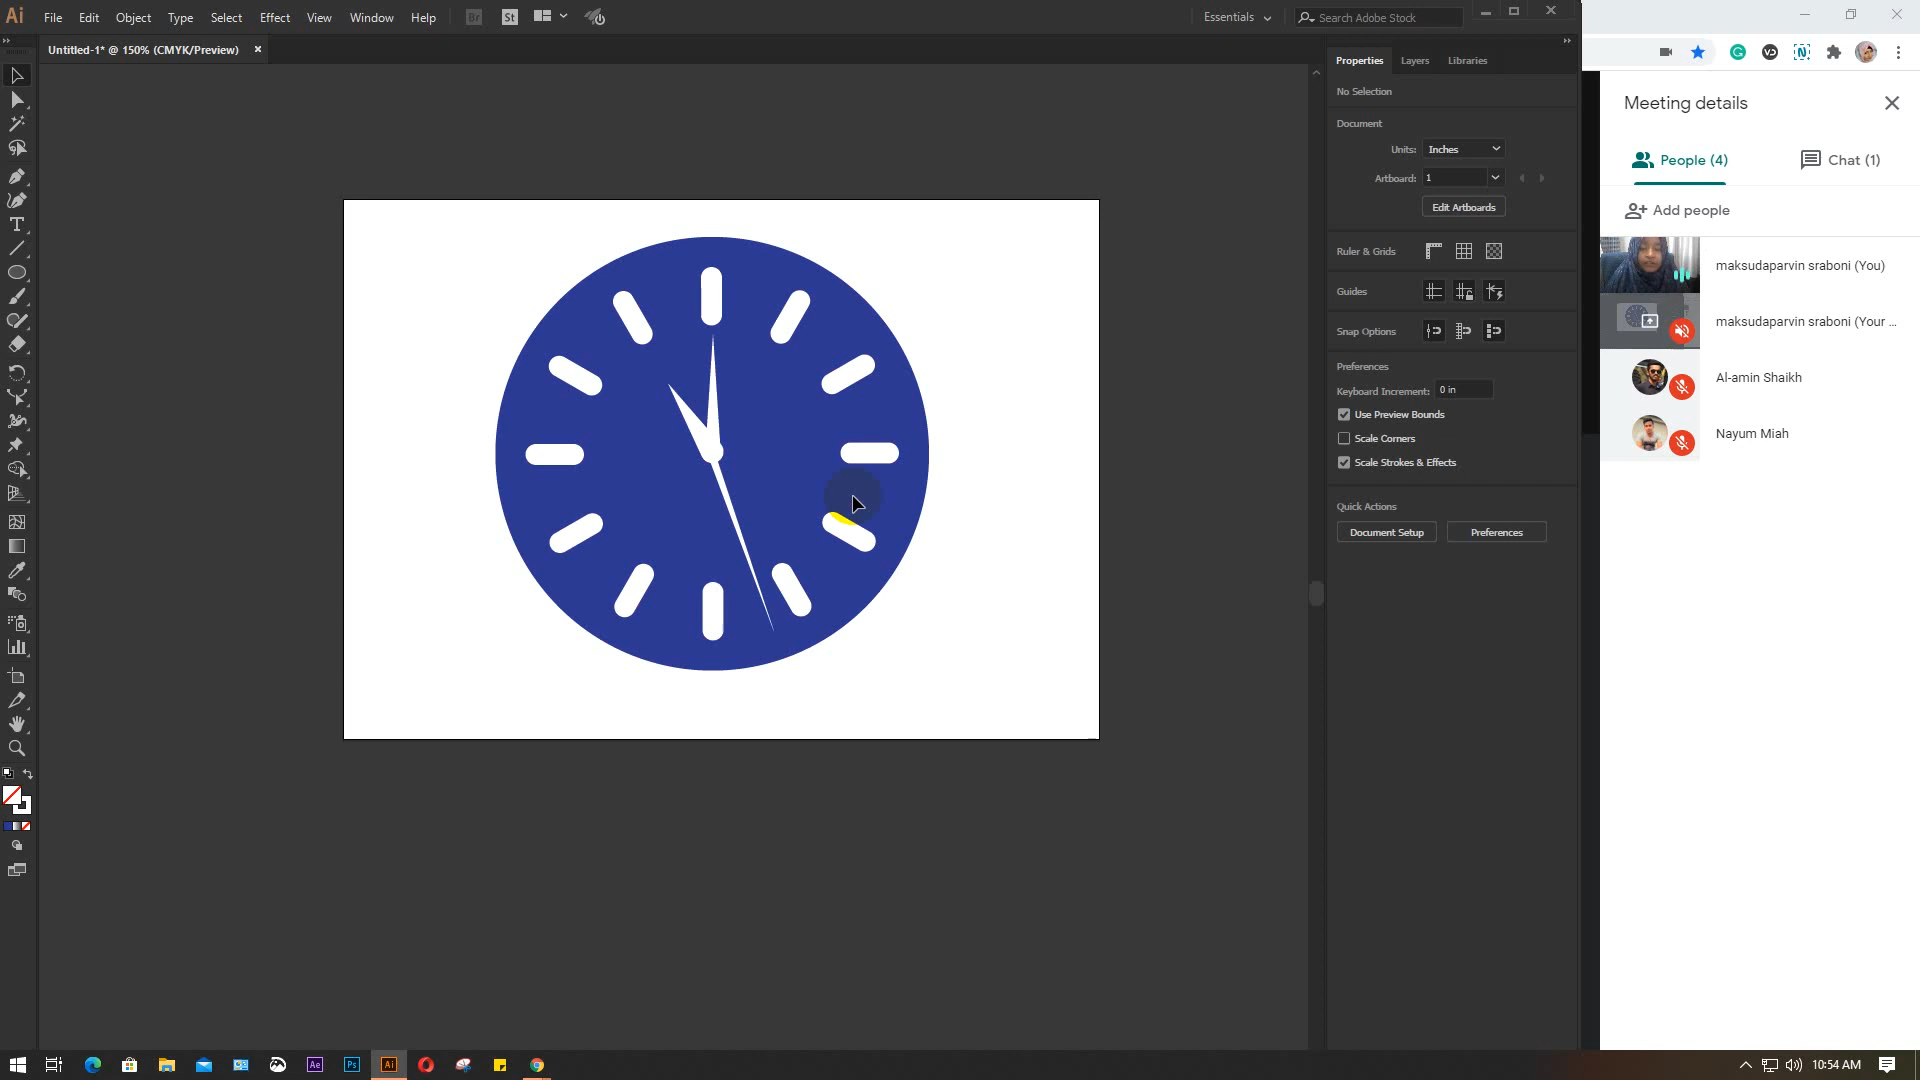 Ai File Edit Object Type Select Effect View Window Help Br St Essentials Search Adobe Stock
Untitled-1* @ 150% (CMYK/Preview) ×
Properties Layers Libraries
No Selection
Document
Units: Inches
Artboard: 1
Edit Artboards
Ruler & Grids
Guides
Snap Options
Preferences
Keyboard Increment: 0 in
Use Preview Bounds
Scale Corners
Scale Strokes & Effects
Quick Actions
Document Setup Preferences
Meeting details
People (4) Chat (1)
Add people
maksudaparvin sraboni (You)
maksudaparvin sraboni (Your ...
Al-amin Shaikh
Nayum Miah
Ae Ps Ai 10:54 AM